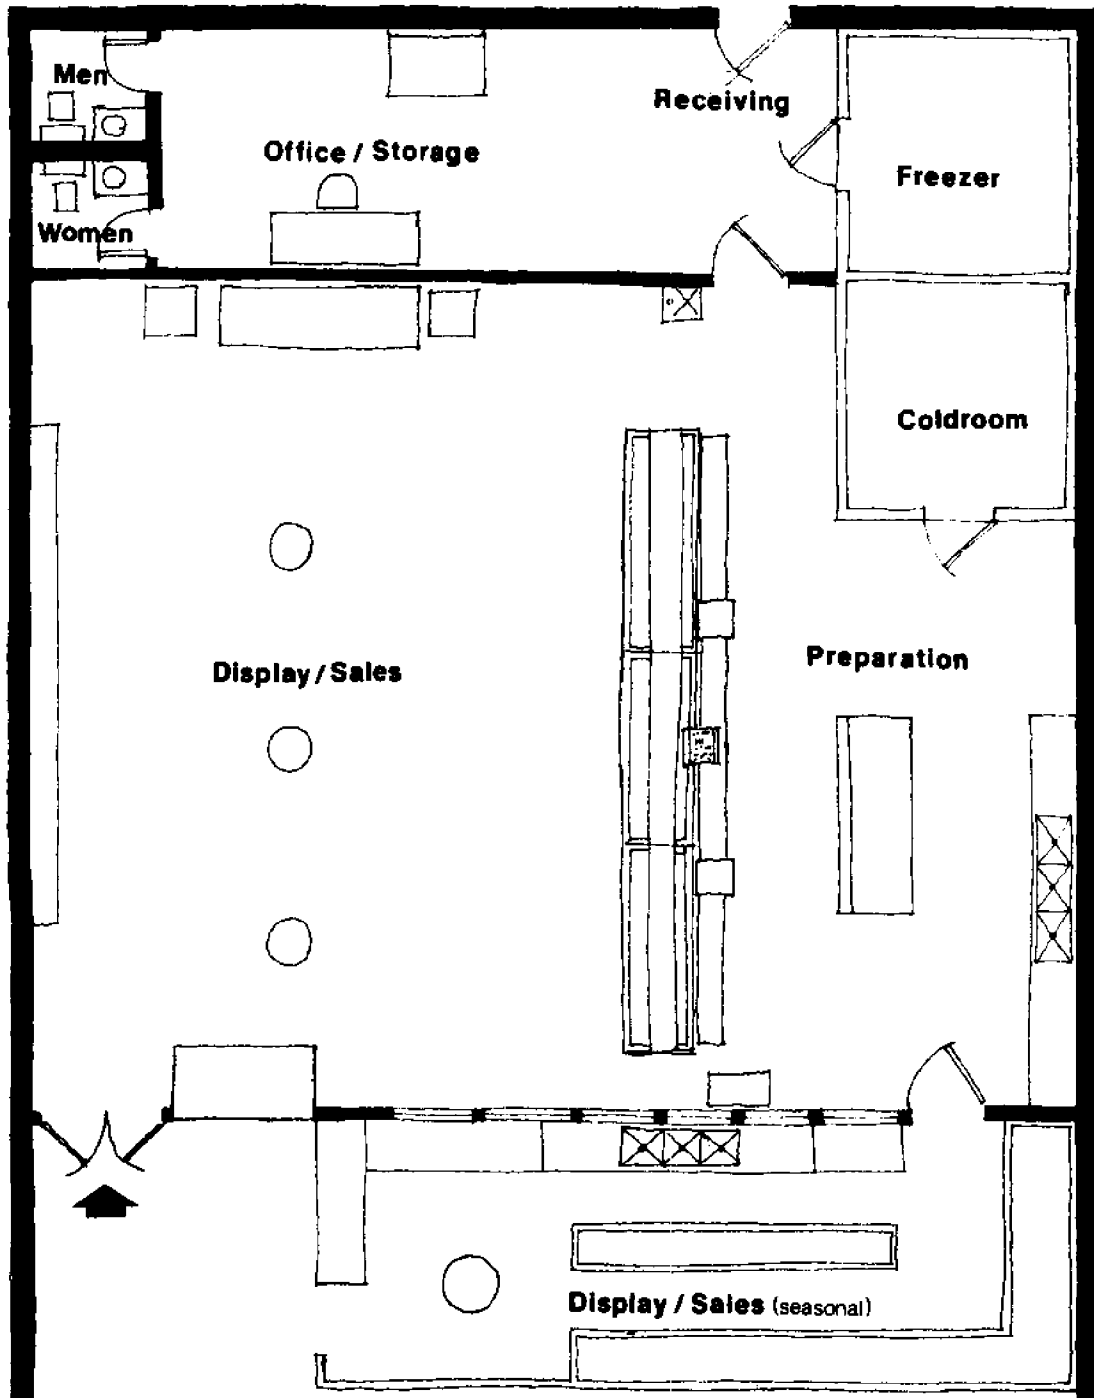 Men
Receiving
Office / Storage
Freezer
Women
Coldroom
Display / Sales
Preparation
Display / Sales (seasonal)